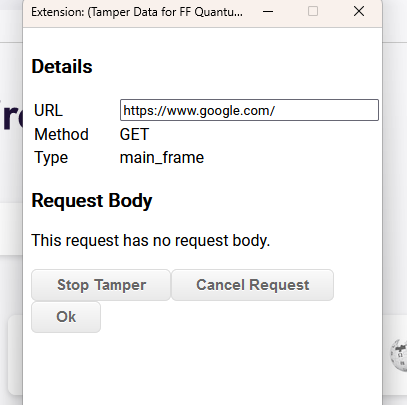 Extension: (Tamper Data for FF Quantu...
Details
URL https://www.google.com/
Method GET
Type main_frame
Request Body
This request has no request body.
Stop Tamper Cancel Request
Ok